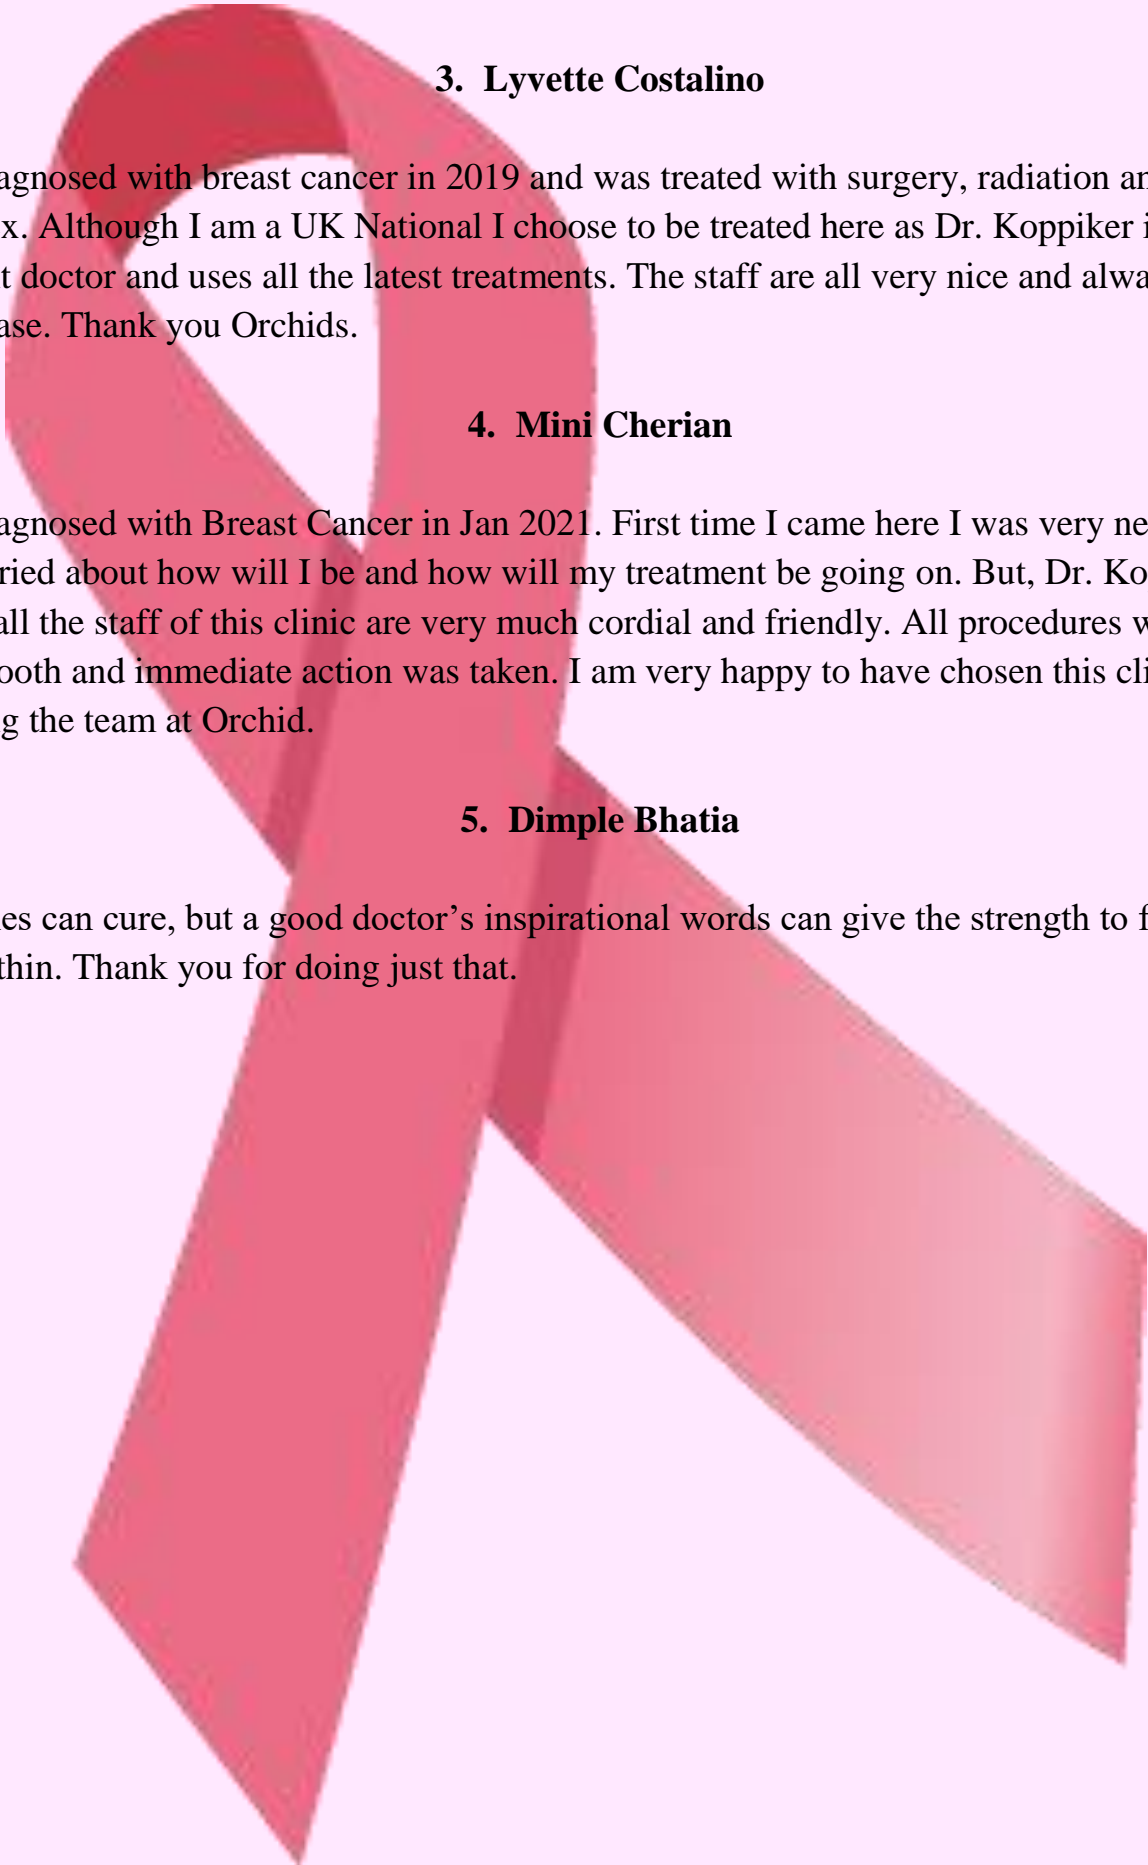 3. Lyvette Costalino
agnosed with breast cancer in 2019 and was treated with surgery, radiation an
x. Although I am a UK National I choose to be treated here as Dr. Koppiker i
t doctor and uses all the latest treatments. The staff are all very nice and alwa
ase. Thank you Orchids.
4. Mini Cherian
agnosed with Breast Cancer in Jan 2021. First time I came here I was very ne
ried about how will I be and how will my treatment be going on. But, Dr. Ko
all the staff of this clinic are very much cordial and friendly. All procedures w
ooth and immediate action was taken. I am very happy to have chosen this cli
g the team at Orchid.
5. Dimple Bhatia
es can cure, but a good doctor’s inspirational words can give the strength to f
thin. Thank you for doing just that.